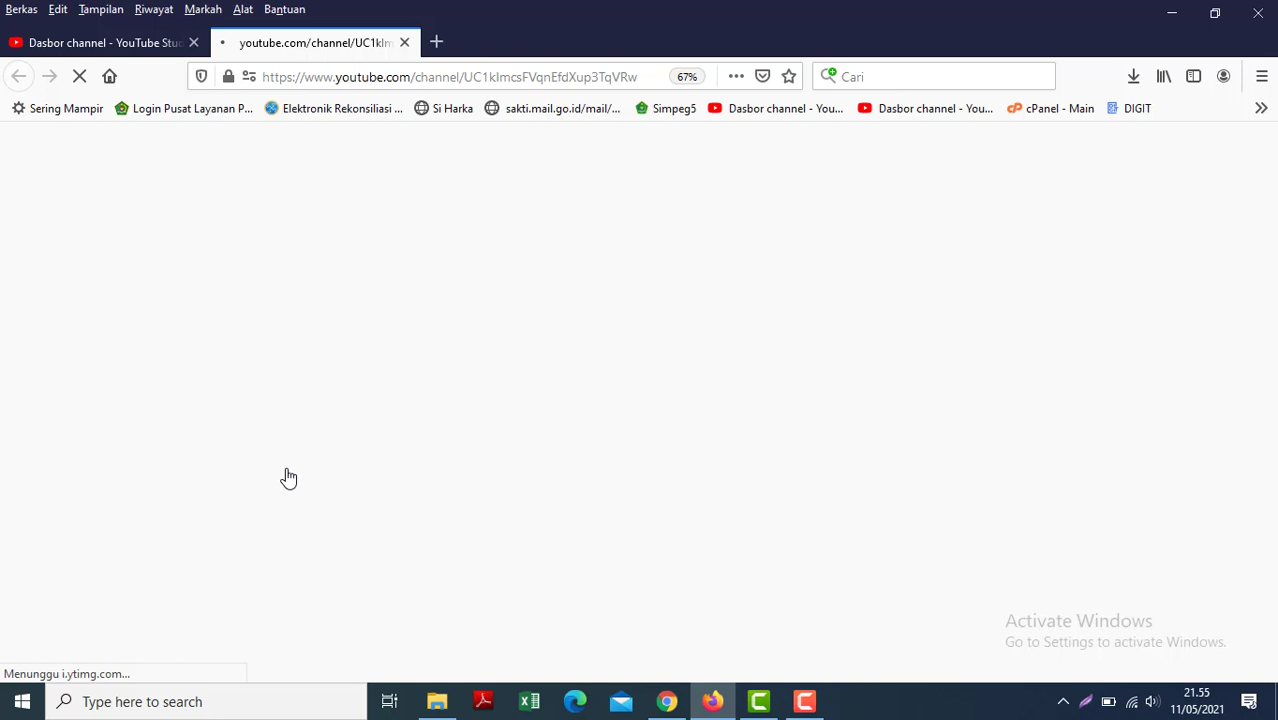 Berkas Edit Tampilan Riwayat Markah Alat Bantuan
Dasbor channel - YouTube Stu youtube.com/channel/UC1klm
https://www.youtube.com/channel/UC1klmcsFVqnEfdXup3TqVRw 67% Cari
Sering Mampir Login Pusat Layanan P... Elektronik Rekonsiliasi ... Si Harka sakti.mail.go.id/mail/... Simpeg5 Dasbor channel - You... Dasbor channel - You... cPanel - Main DIGIT
Activate Windows
Go to Settings to activate Windows.
Menunggu i.ytimg.com...
Type here to search
21.55
11/05/2021